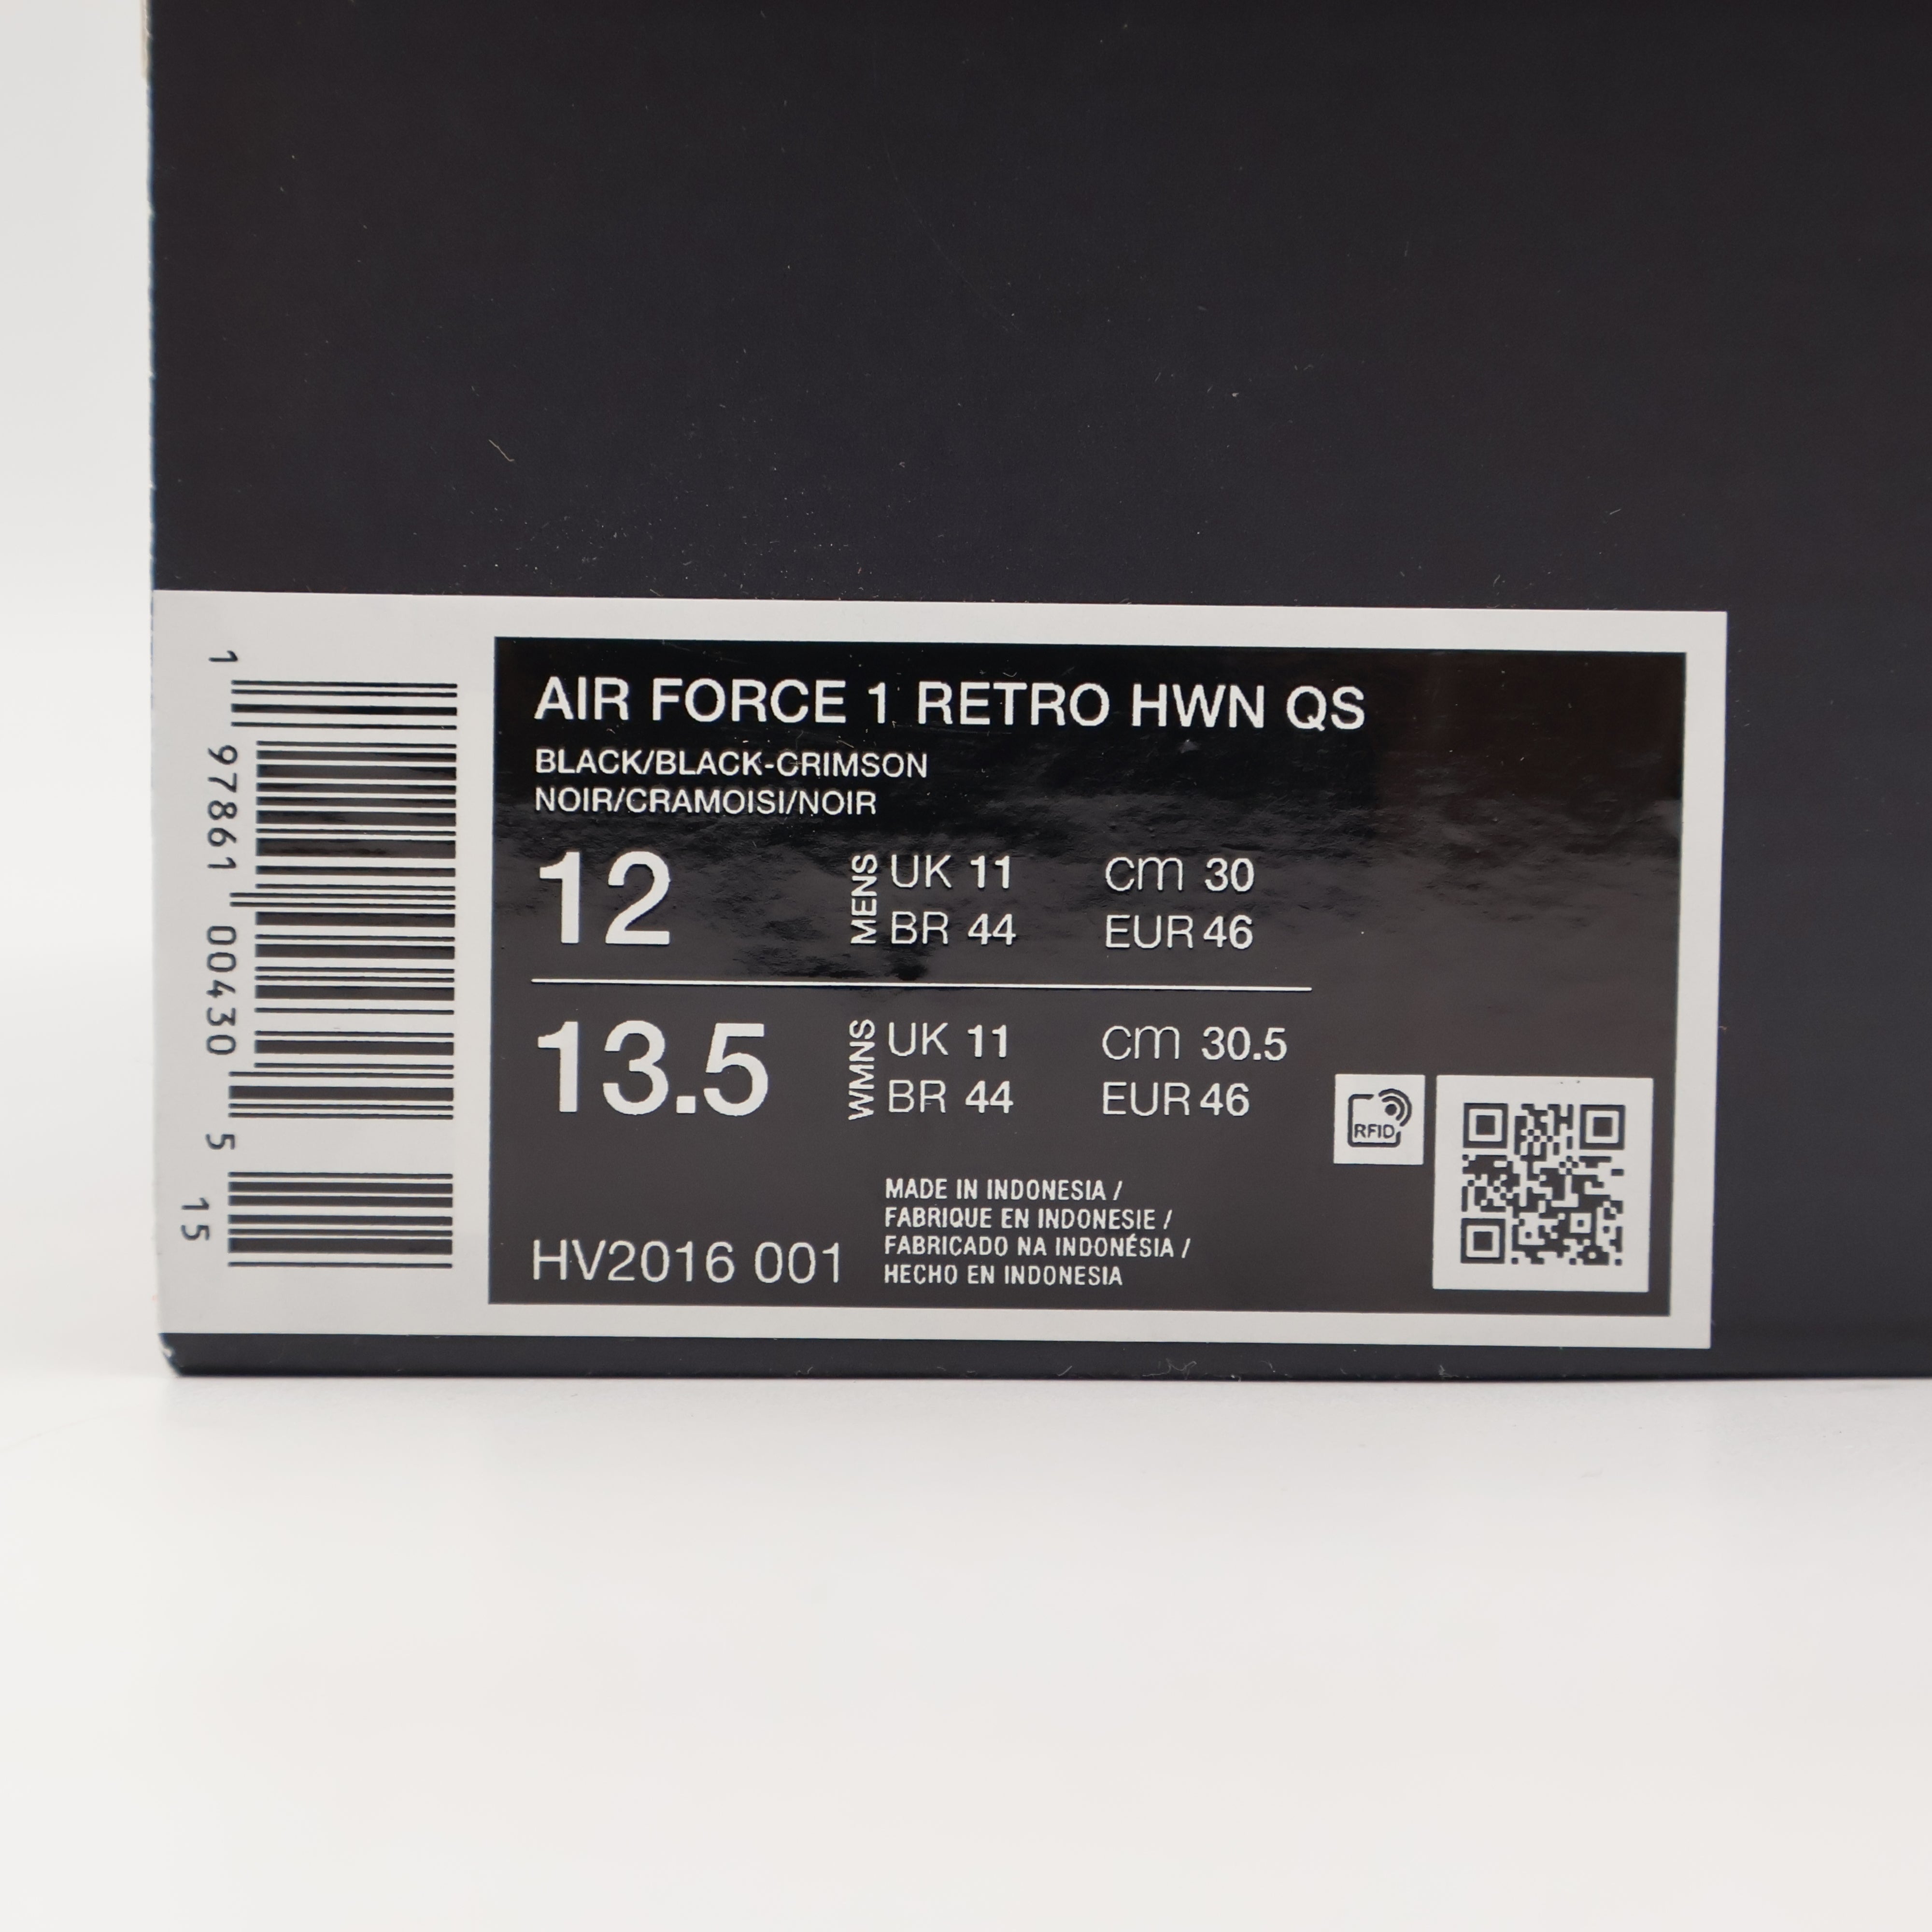 1 97861 00430 5
15
AIR FORCE 1 RETRO HWN QS
BLACK/BLACK-CRIMSON
NOIR/CRAMOISI/NOIR
12 MENS UK 11 cm 30
BR 44 EUR 46
13.5 WMNS UK 11 cm 30.5
BR 44 EUR 46
RFID
MADE IN INDONESIA /
FABRIQUE EN INDONESIE /
FABRICADO NA INDONÉSIA /
HECHO EN INDONESIA
HV2016 001